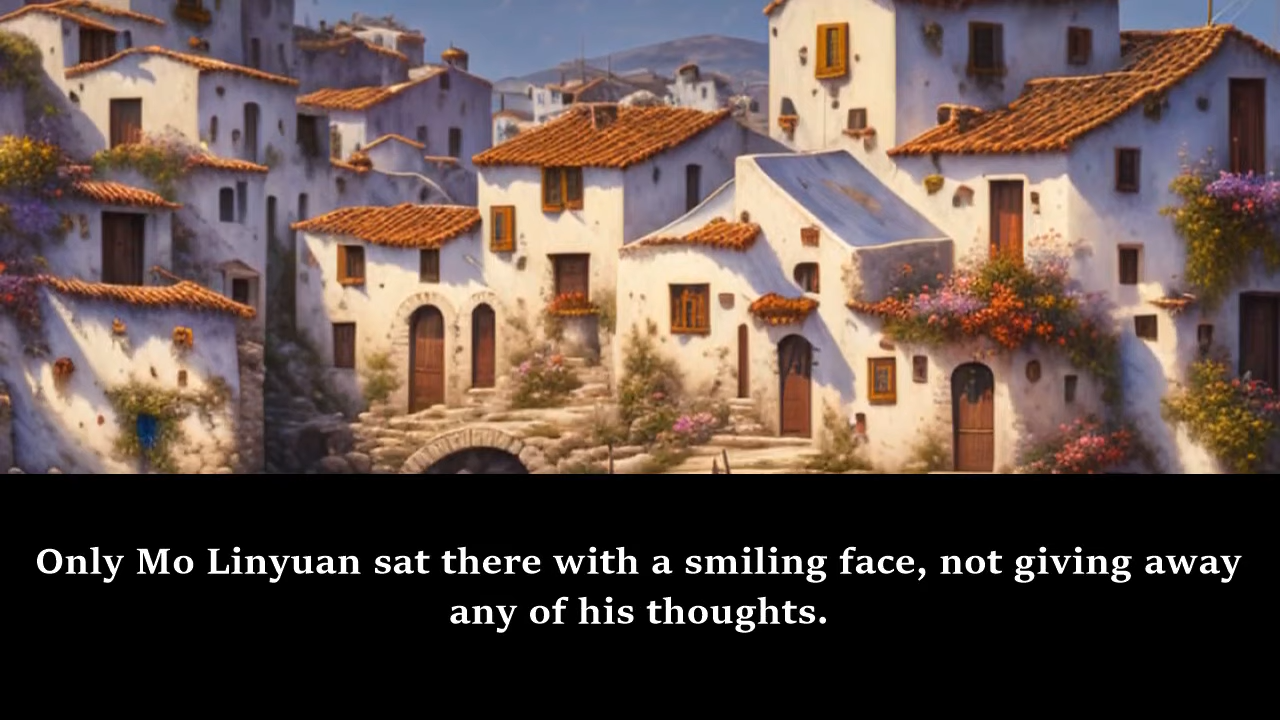 Only Mo Linyuan sat there with a smiling face, not giving away
any of his thoughts.